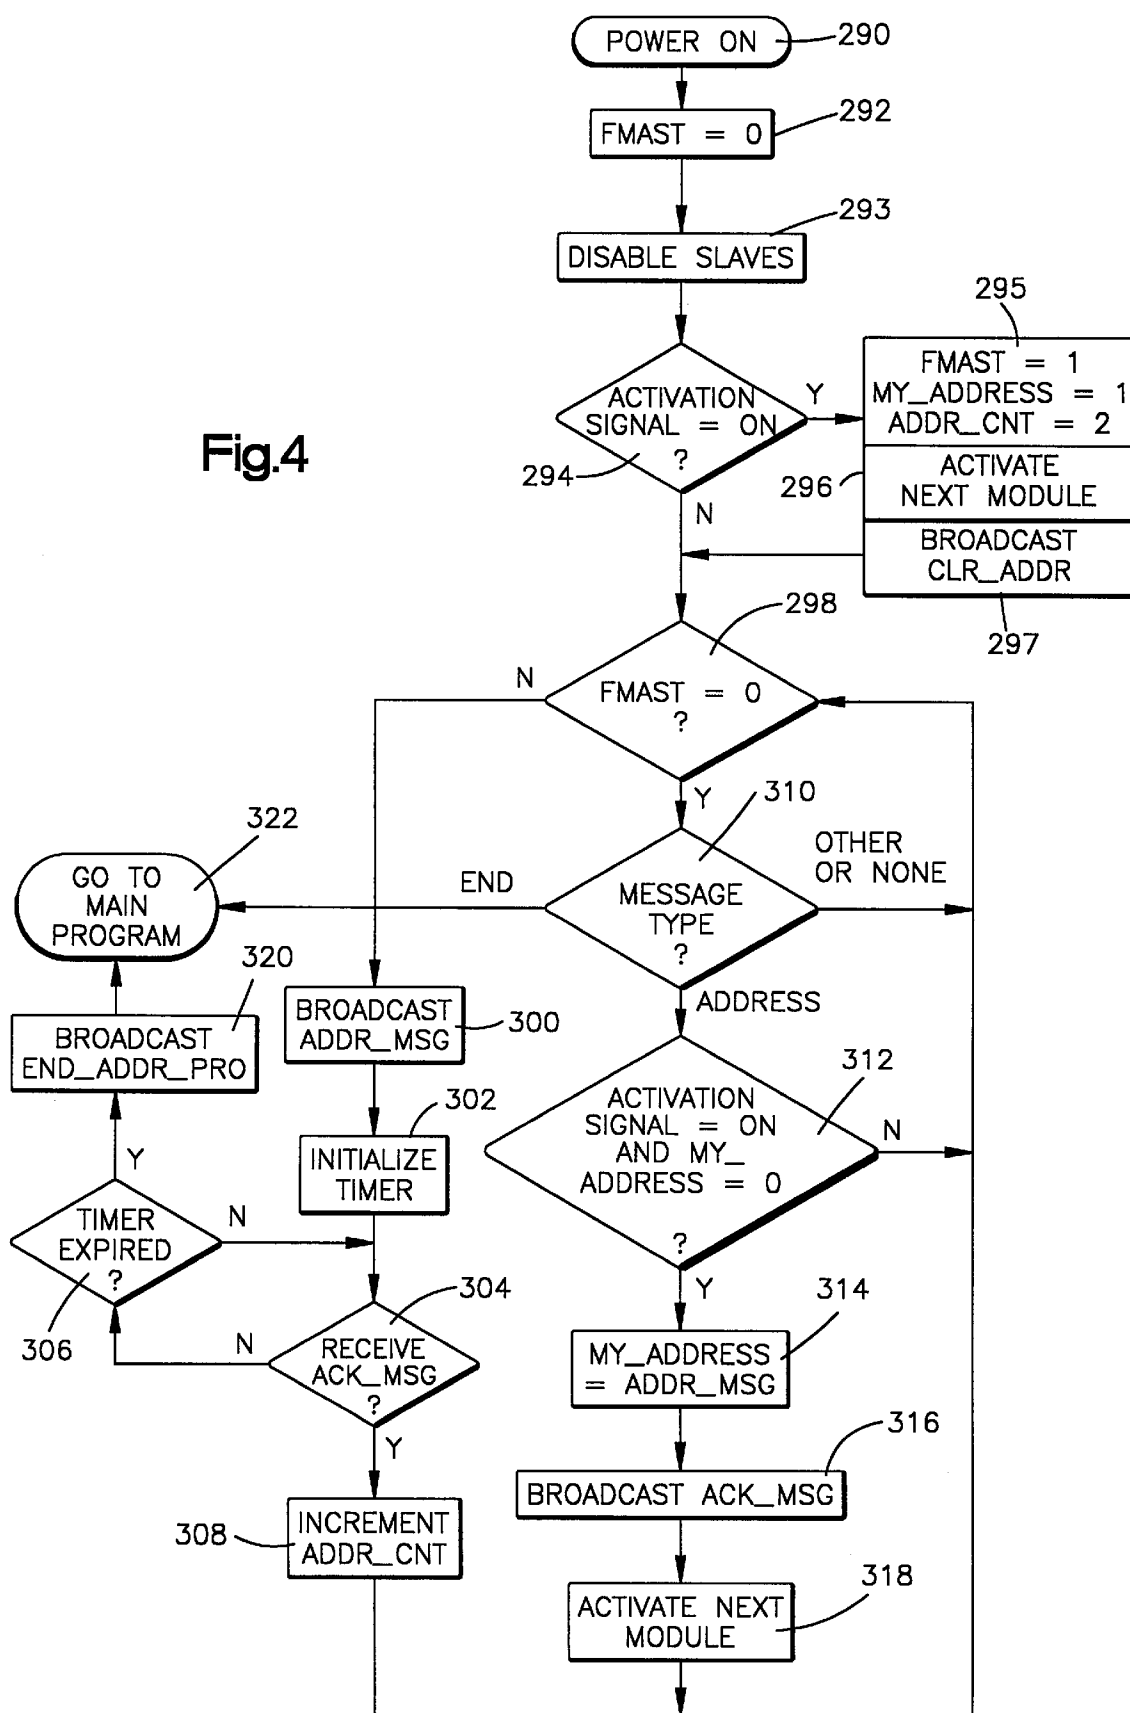 POWER ON
290
FMAST = 0
292
293
DISABLE SLAVES
295
FMAST = 1
MY_ADDRESS = 1
ADDR_CNT = 2
ACTIVATION
SIGNAL = ON
?
Y
294
N
Fig.4
296
ACTIVATE
NEXT MODULE
BROADCAST
CLR_ADDR
297
298
N
FMAST = 0
?
Y
310
322
GO TO
MAIN
PROGRAM
END
MESSAGE
TYPE
?
OTHER
OR NONE
ADDRESS
320
BROADCAST
END_ADDR_PRO
BROADCAST
ADDR_MSG
300
302
INITIALIZE
TIMER
ACTIVATION
SIGNAL = ON
AND MY_
ADDRESS = 0
?
312
N
Y
Y
TIMER
EXPIRED
?
N
306
304
N
RECEIVE
ACK_MSG
?
Y
314
MY_ADDRESS
= ADDR_MSG
316
BROADCAST ACK_MSG
308
INCREMENT
ADDR_CNT
318
ACTIVATE NEXT
MODULE